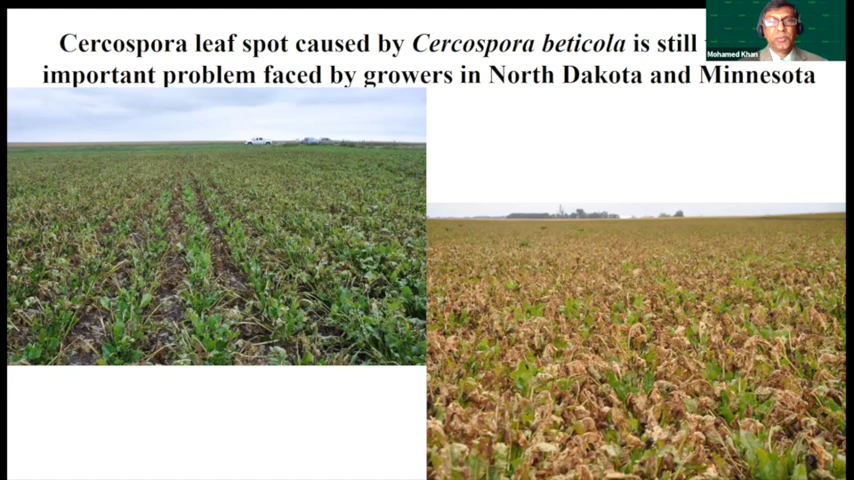 Cercospora leaf spot caused by Cercospora beticola is still
important problem faced by growers in North Dakota and Minnesota
Mohamed Khan